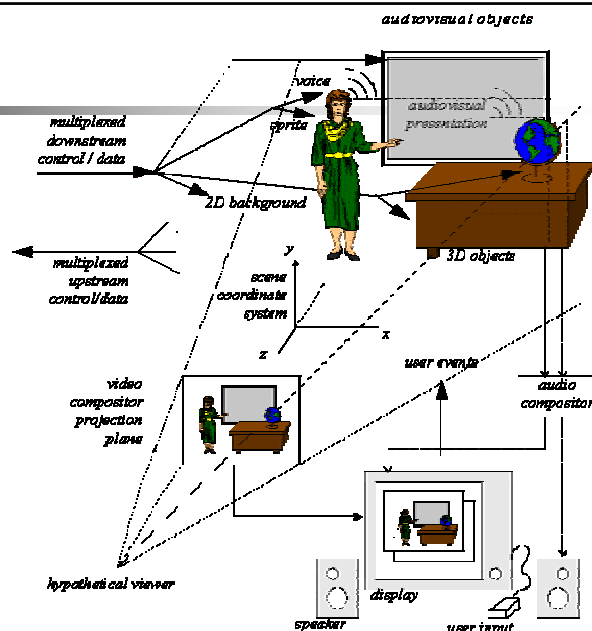 audiovisual objects
voice
audiovisual
presentation
multiplexed
downstream
control / data
sprite
2D background
3D objects
multiplexed
upstream
control/data
y
scene
coordinate
system
x
z
user events
video
compositor
projection
plane
audio
compositor
hypothetical viewer
display
speaker
user input